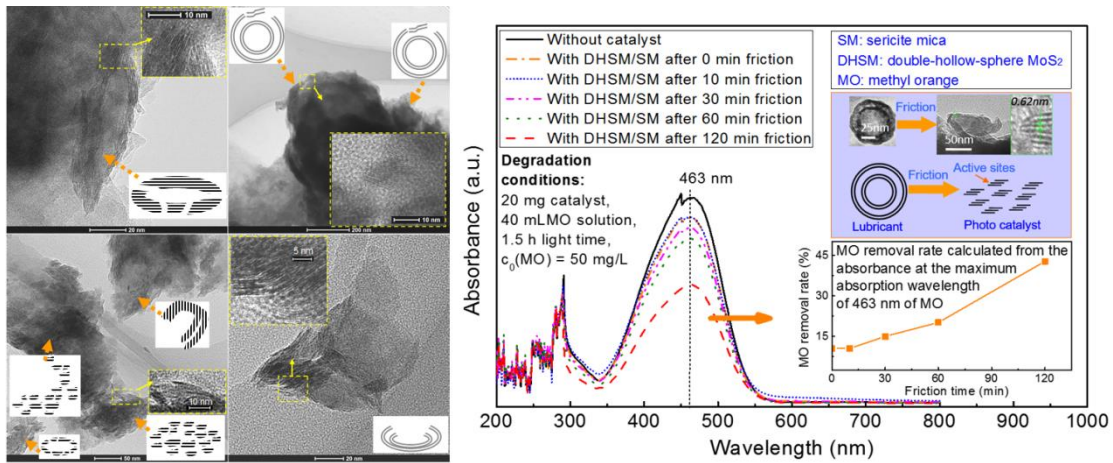 10 nm
20 nm
10 nm
200 nm
10 nm
50 nm
5 nm
20 nm
Without catalyst
With DHSM/SM after 0 min friction
With DHSM/SM after 10 min friction
With DHSM/SM after 30 min friction
With DHSM/SM after 60 min friction
With DHSM/SM after 120 min friction
Degradation
conditions:
20 mg catalyst,
40 mLMO solution,
1.5 h light time,
c0(MO) = 50 mg/L
463 nm
Absorbance (a.u.)
200 300 400 500 600 700 800 900 1000
Wavelength (nm)
SM: sericite mica
DHSM: double-hollow-sphere MoS2
MO: methyl orange
Friction
0.62nm
25nm
50nm
Active sites
Friction
Lubricant
Photo catalyst
MO removal rate calculated from the
absorbance at the maximum
absorption wavelength
of 463 nm of MO
MO removal rate (%)
45
30
15
0 30 60 90 120
Friction time (min)